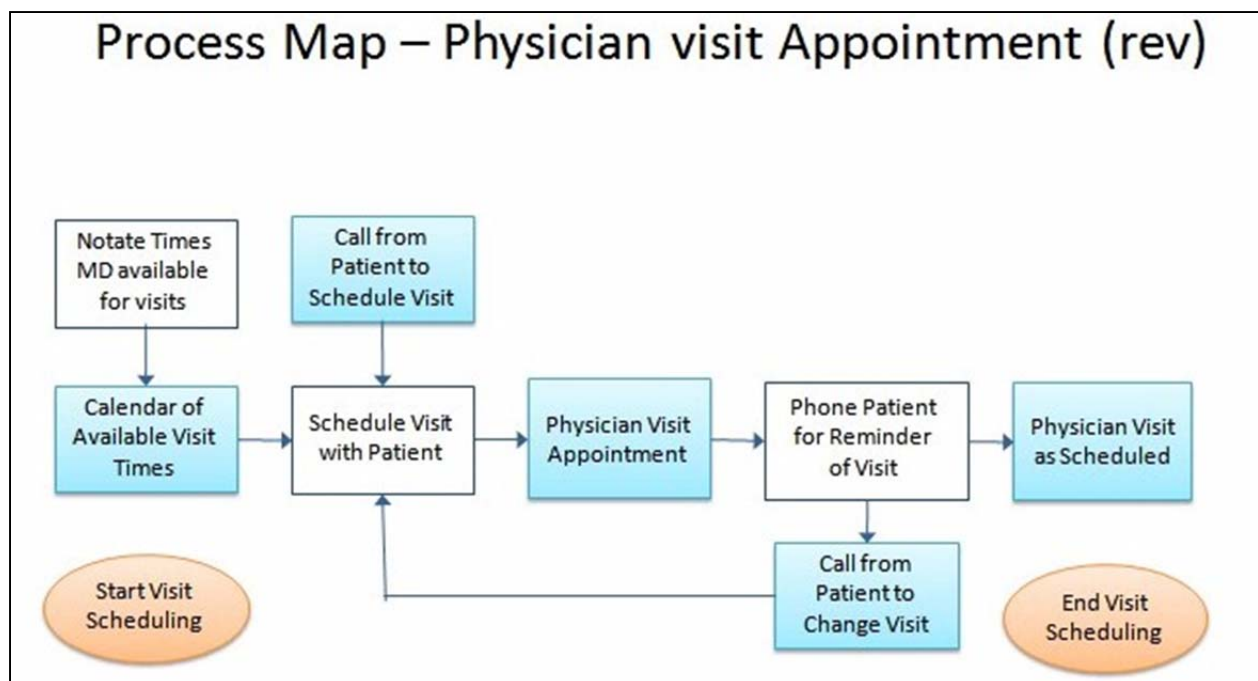 Process Map – Physician visit Appointment (rev)
Notate Times
MD available
for visits
Call from
Patient to
Schedule Visit
Calendar of
Available Visit
Times
Schedule Visit
with Patient
Physician Visit
Appointment
Phone Patient
for Reminder
of Visit
Physician Visit
as Scheduled
Start Visit
Scheduling
Call from
Patient to
Change Visit
End Visit
Scheduling